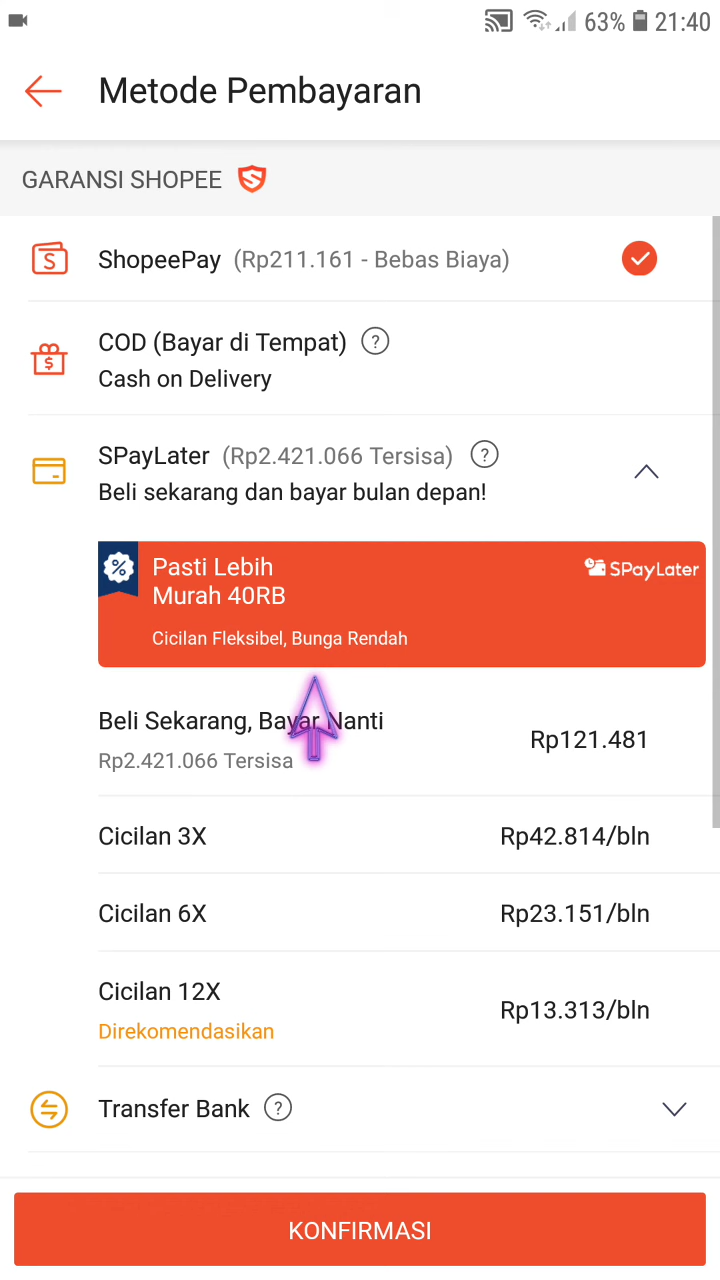 63% 21:40
Metode Pembayaran
GARANSI SHOPEE
ShopeePay (Rp211.161 - Bebas Biaya)
COD (Bayar di Tempat) ?
Cash on Delivery
SPayLater (Rp2.421.066 Tersisa) ?
Beli sekarang dan bayar bulan depan!
Pasti Lebih
Murah 40RB
SPayLater
Cicilan Fleksibel, Bunga Rendah
Beli Sekarang, Bayar Nanti
Rp2.421.066 Tersisa
Rp121.481
Cicilan 3X Rp42.814/bln
Cicilan 6X Rp23.151/bln
Cicilan 12X
Direkomendasikan
Rp13.313/bln
Transfer Bank ?
KONFIRMASI